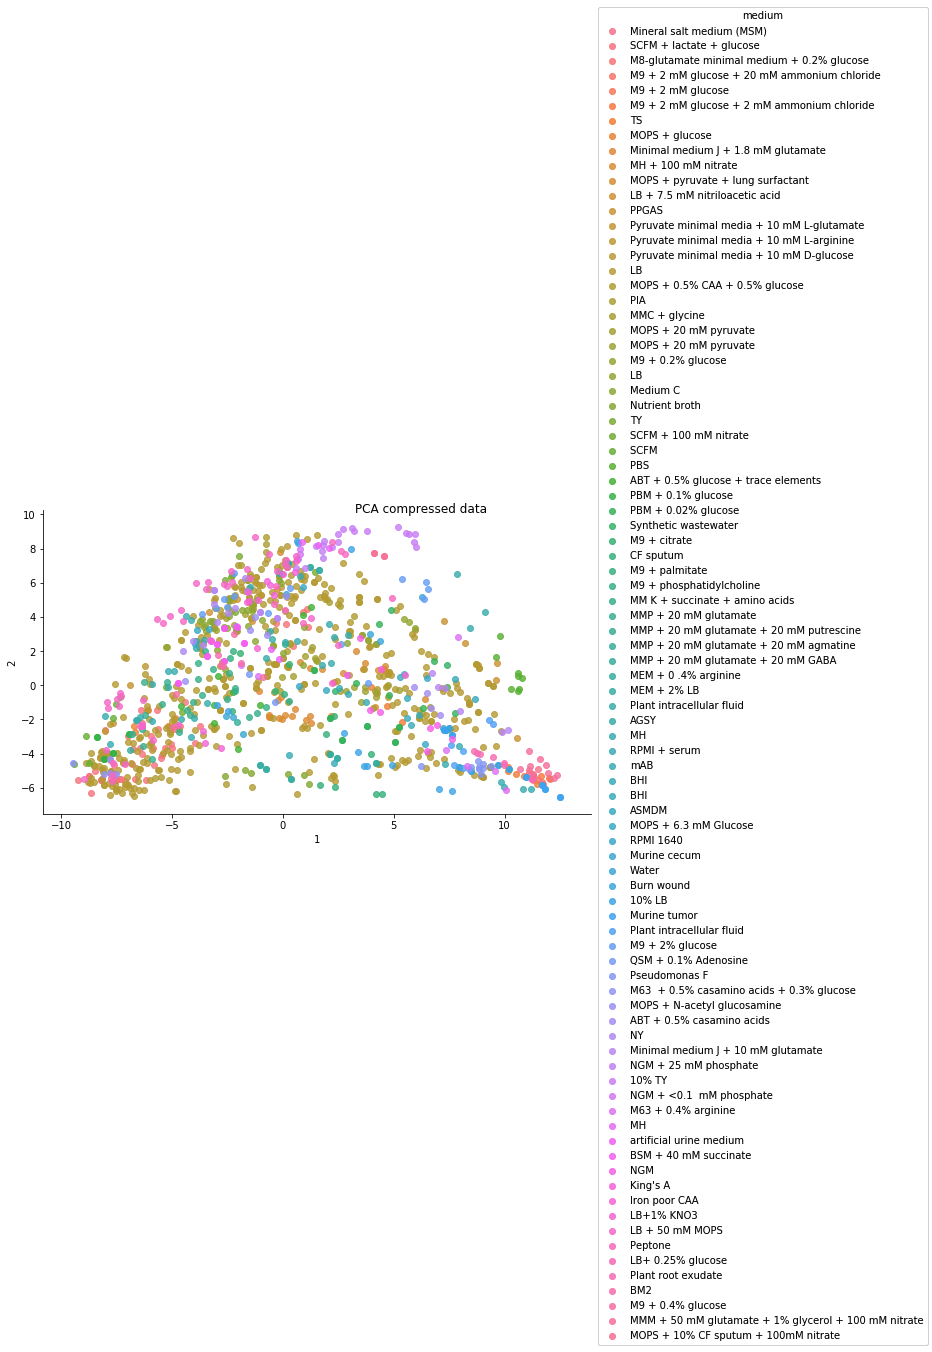 medium
Mineral salt medium (MSM)
SCFM + lactate + glucose
M8-glutamate minimal medium + 0.2% glucose
M9 + 2 mM glucose + 20 mM ammonium chloride
M9 + 2 mM glucose
M9 + 2 mM glucose + 2 mM ammonium chloride
TS
MOPS + glucose
Minimal medium J + 1.8 mM glutamate
MH + 100 mM nitrate
MOPS + pyruvate + lung surfactant
LB + 7.5 mM nitriloacetic acid
PPGAS
Pyruvate minimal media + 10 mM L-glutamate
Pyruvate minimal media + 10 mM L-arginine
Pyruvate minimal media + 10 mM D-glucose
LB
MOPS + 0.5% CAA + 0.5% glucose
PIA
MMC + glycine
MOPS + 20 mM pyruvate
MOPS + 20 mM pyruvate
M9 + 0.2% glucose
LB
Medium C
Nutrient broth
TY
SCFM + 100 mM nitrate
SCFM
PBS
ABT + 0.5% glucose + trace elements
PBM + 0.1% glucose
PBM + 0.02% glucose
Synthetic wastewater
M9 + citrate
CF sputum
M9 + palmitate
M9 + phosphatidylcholine
MM K + succinate + amino acids
MMP + 20 mM glutamate
MMP + 20 mM glutamate + 20 mM putrescine
MMP + 20 mM glutamate + 20 mM agmatine
MMP + 20 mM glutamate + 20 mM GABA
MEM + 0 .4% arginine
MEM + 2% LB
Plant intracellular fluid
AGSY
MH
RPMI + serum
mAB
BHI
BHI
ASMDM
MOPS + 6.3 mM Glucose
RPMI 1640
Murine cecum
Water
Burn wound
10% LB
Murine tumor
Plant intracellular fluid
M9 + 2% glucose
QSM + 0.1% Adenosine
Pseudomonas F
M63  + 0.5% casamino acids + 0.3% glucose
MOPS + N-acetyl glucosamine
ABT + 0.5% casamino acids
NY
Minimal medium J + 10 mM glutamate
NGM + 25 mM phosphate
10% TY
NGM + <0.1  mM phosphate
M63 + 0.4% arginine
MH
artificial urine medium
BSM + 40 mM succinate
NGM
King's A
Iron poor CAA
LB+1% KNO3
LB + 50 mM MOPS
Peptone
LB+ 0.25% glucose
Plant root exudate
BM2
M9 + 0.4% glucose
MMM + 50 mM glutamate + 1% glycerol + 100 mM nitrate
MOPS + 10% CF sputum + 100mM nitrate
PCA compressed data
10
8
6
4
2
0
−2
−4
−6
2
−10
−5
0
5
10
1